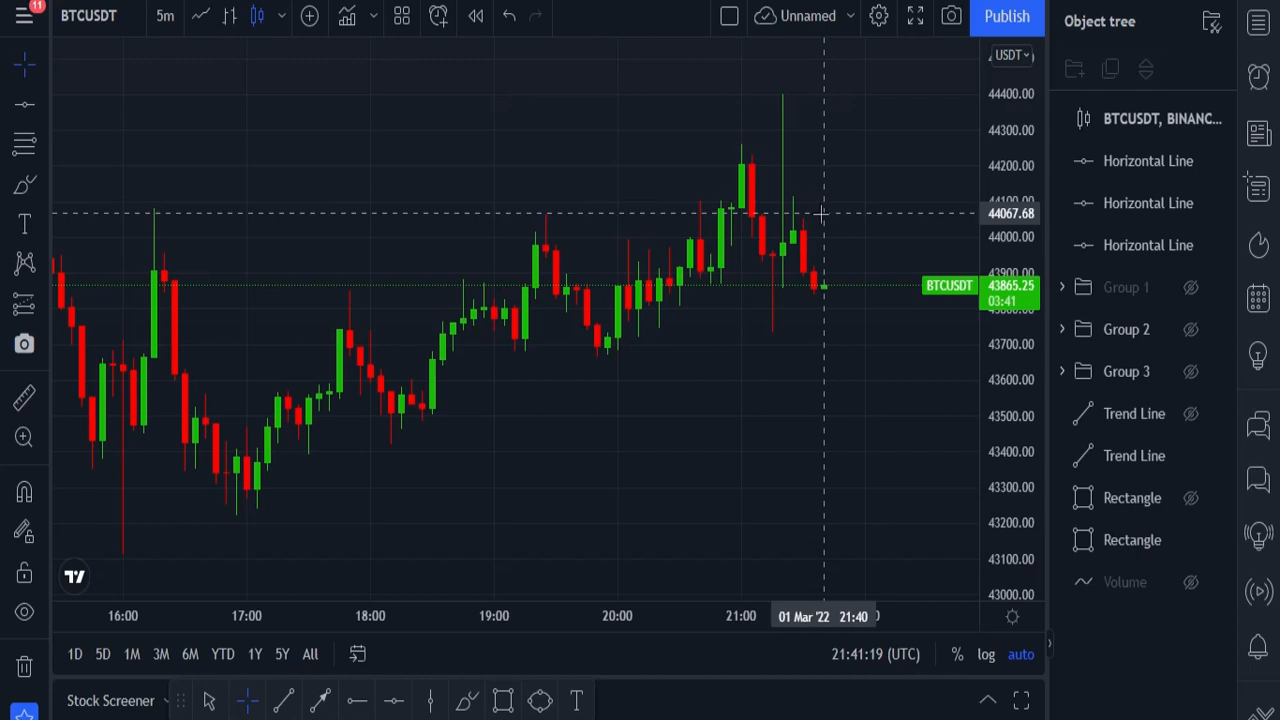 11
BTCUSDT
5m
Unnamed
Publish
Object tree
USDT
44400.00
44300.00
44200.00
44100.00
44067.68
44000.00
43900.00
BTCUSDT
43865.25
03:41
43800.00
43700.00
43600.00
43500.00
43400.00
43300.00
43200.00
43100.00
43000.00
BTCUSDT, BINANC...
Horizontal Line
Horizontal Line
Horizontal Line
Group 1
Group 2
Group 3
Trend Line
Trend Line
Rectangle
Rectangle
Volume
16:00 17:00 18:00 19:00 20:00 21:00 01 Mar '22 21:40
1D 5D 1M 3M 6M YTD 1Y 5Y All
21:41:19 (UTC)
% log auto
Stock Screener